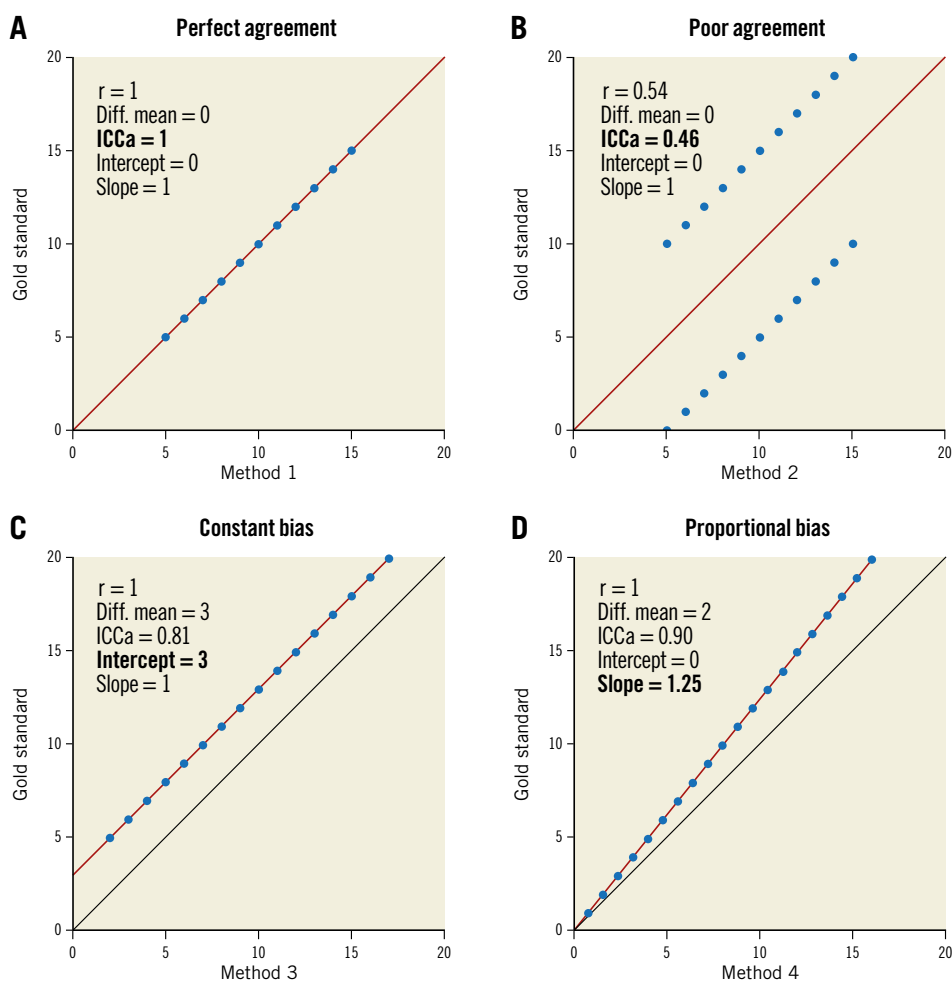 A
Perfect agreement
r = 1
Diff. mean = 0
ICCa = 1
Intercept = 0
Slope = 1
20
15
10
5
0
Gold standard
0 5 10 15 20
Method 1
B
Poor agreement
r = 0.54
Diff. mean = 0
ICCa = 0.46
Intercept = 0
Slope = 1
20
15
10
5
0
Gold standard
0 5 10 15 20
Method 2
C
Constant bias
r = 1
Diff. mean = 3
ICCa = 0.81
Intercept = 3
Slope = 1
20
15
10
5
0
Gold standard
0 5 10 15 20
Method 3
D
Proportional bias
r = 1
Diff. mean = 2
ICCa = 0.90
Intercept = 0
Slope = 1.25
20
15
10
5
0
Gold standard
0 5 10 15 20
Method 4